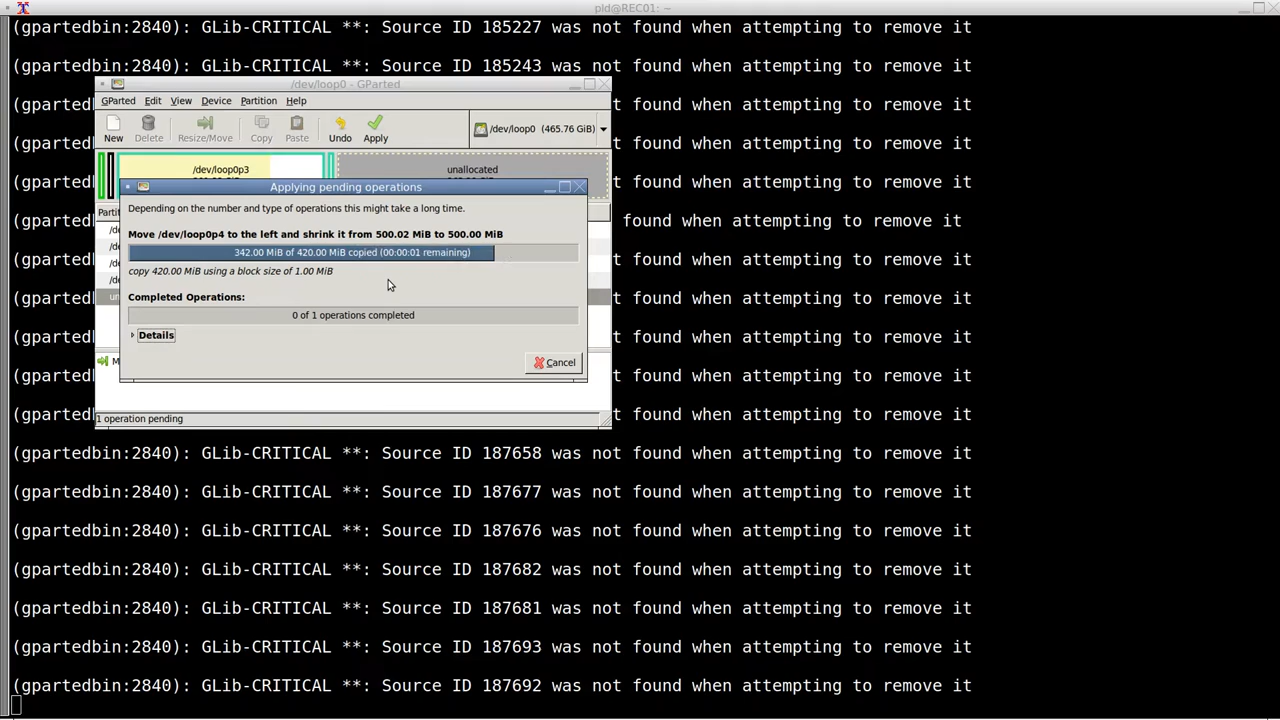 pld@REC01: ~
(gpartedbin:2840): GLib-CRITICAL **: Source ID 185227 was not found when attempting to remove it
(gpartedbin:2840): GLib-CRITICAL **: Source ID 185243 was not found when attempting to remove it
/dev/loop0 - GParted
GParted Edit View Device Partition Help
New Delete Resize/Move Copy Paste Undo Apply /dev/loop0 (465.76 GiB)
/dev/loop0p3 unallocated
Applying pending operations
Depending on the number and type of operations this might take a long time.
Move /dev/loop0p4 to the left and shrink it from 500.02 MiB to 500.00 MiB
342.00 MiB of 420.00 MiB copied (00:00:01 remaining)
copy 420.00 MiB using a block size of 1.00 MiB
Completed Operations:
0 of 1 operations completed
Details
Cancel
1 operation pending
(gpartedb t found when attempting to remove it
(gpartedb t found when attempting to remove it
(gpartedb t found when attempting to remove it
(gpartedb found when attempting to remove it
(gpartedb t found when attempting to remove it
(gpartedb t found when attempting to remove it
(gpartedb t found when attempting to remove it
(gpartedb t found when attempting to remove it
(gpartedb t found when attempting to remove it
(gpartedbin:2840): GLib-CRITICAL **: Source ID 187658 was not found when attempting to remove it
(gpartedbin:2840): GLib-CRITICAL **: Source ID 187677 was not found when attempting to remove it
(gpartedbin:2840): GLib-CRITICAL **: Source ID 187676 was not found when attempting to remove it
(gpartedbin:2840): GLib-CRITICAL **: Source ID 187682 was not found when attempting to remove it
(gpartedbin:2840): GLib-CRITICAL **: Source ID 187681 was not found when attempting to remove it
(gpartedbin:2840): GLib-CRITICAL **: Source ID 187693 was not found when attempting to remove it
(gpartedbin:2840): GLib-CRITICAL **: Source ID 187692 was not found when attempting to remove it